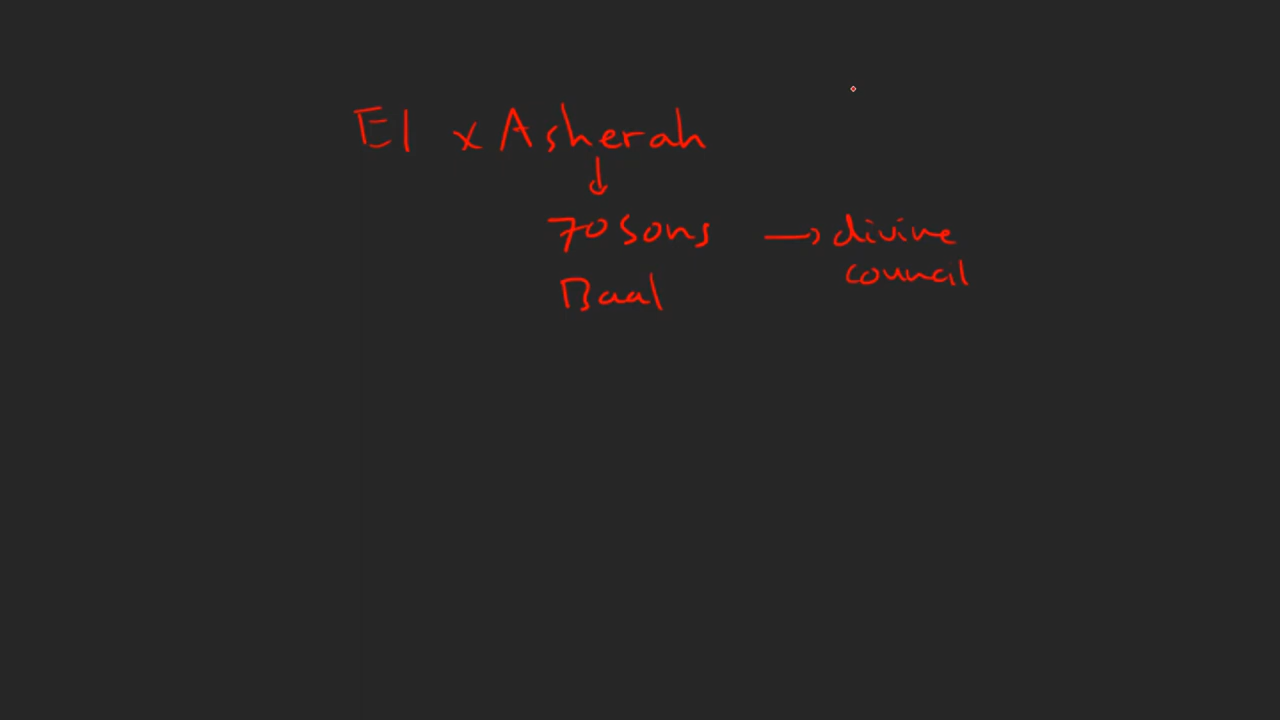 El x Asherah
↓
70 Sons → divine
council
Baal